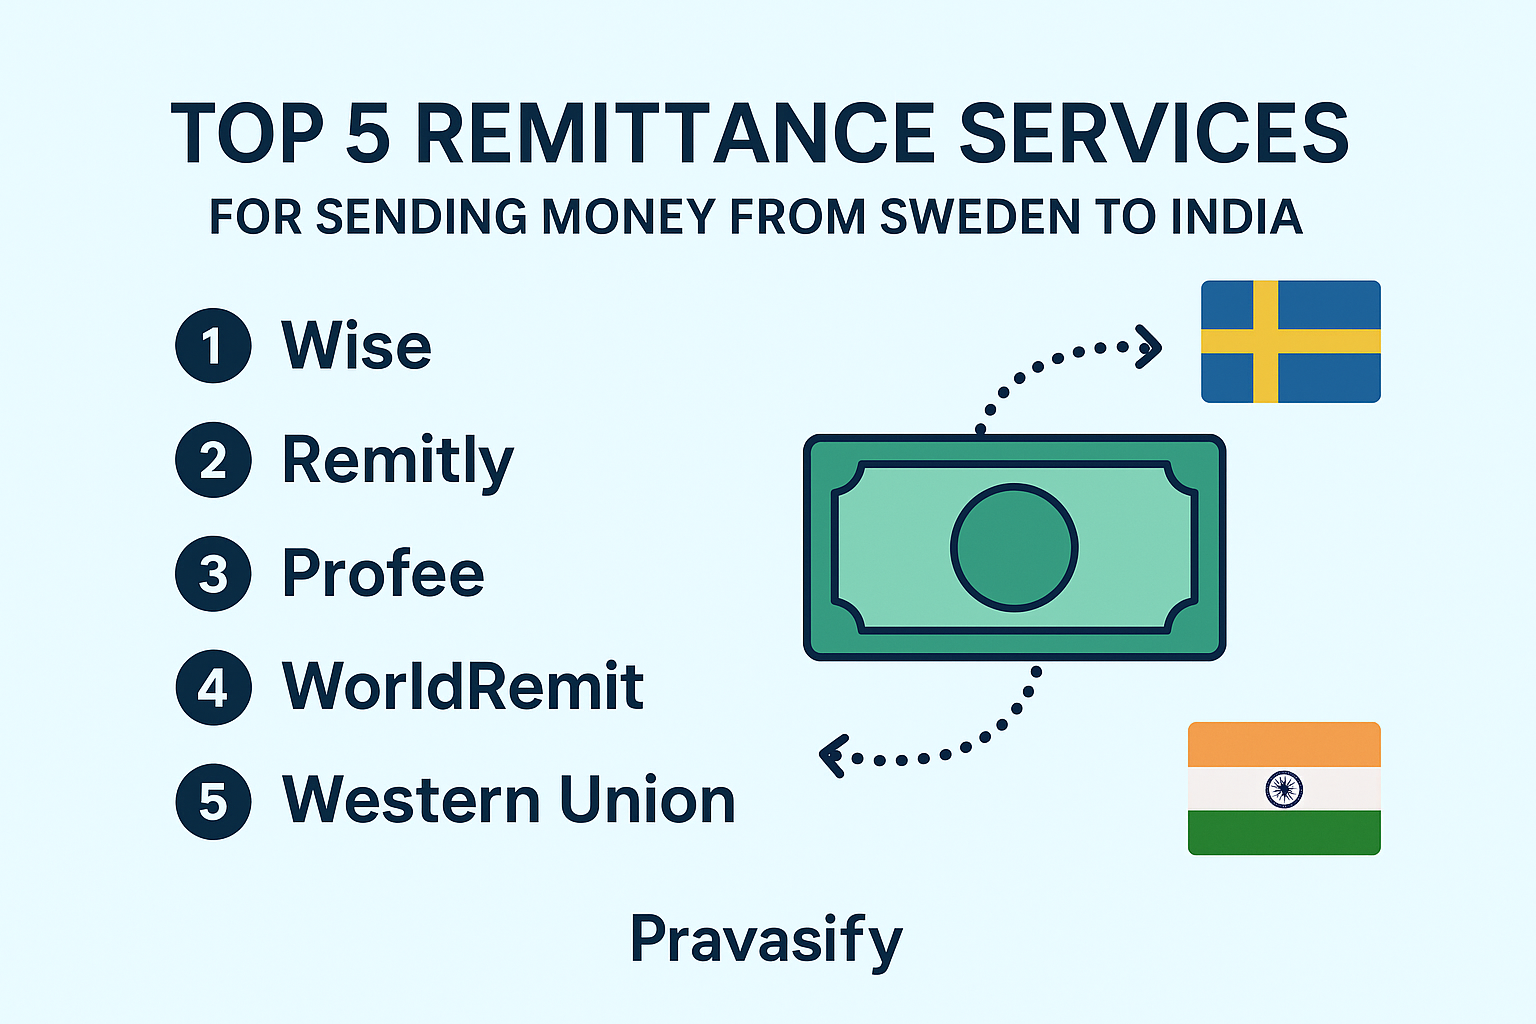 TOP 5 REMITTANCE SERVICES
FOR SENDING MONEY FROM SWEDEN TO INDIA
1 Wise
2 Remitly
3 Profee
4 WorldRemit
5 Western Union
Pravasify